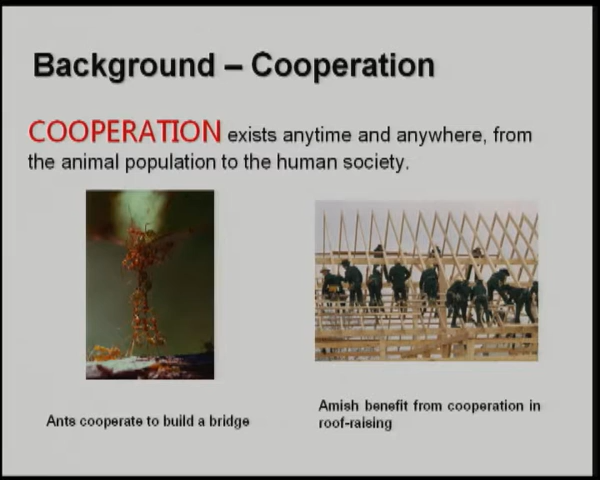 Background – Cooperation
COOPERATION exists anytime and anywhere, from
the animal population to the human society.
Ants cooperate to build a bridge
Amish benefit from cooperation in
roof-raising